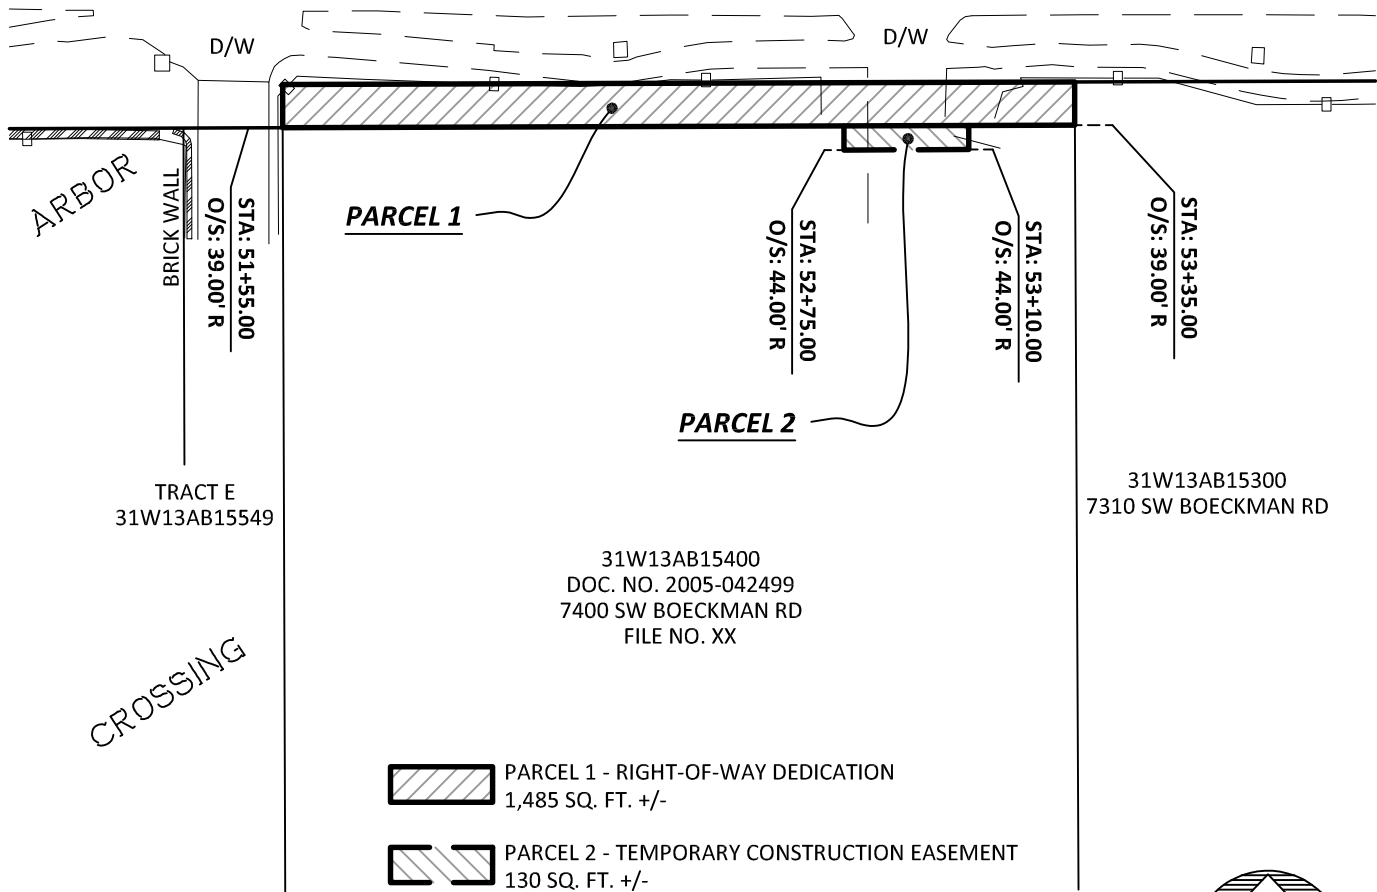 D/W
D/W
ARBOR
BRICK WALL
STA: 51+55.00
O/S: 39.00' R
PARCEL 1
STA: 52+75.00
O/S: 44.00' R
STA: 53+10.00
O/S: 44.00' R
STA: 53+35.00
O/S: 39.00' R
PARCEL 2
TRACT E
31W13AB15549
31W13AB15300
7310 SW BOECKMAN RD
31W13AB15400
DOC. NO. 2005-042499
7400 SW BOECKMAN RD
FILE NO. XX
CROSSING
PARCEL 1 - RIGHT-OF-WAY DEDICATION
1,485 SQ. FT. +/-
PARCEL 2 - TEMPORARY CONSTRUCTION EASEMENT
130 SQ. FT. +/-